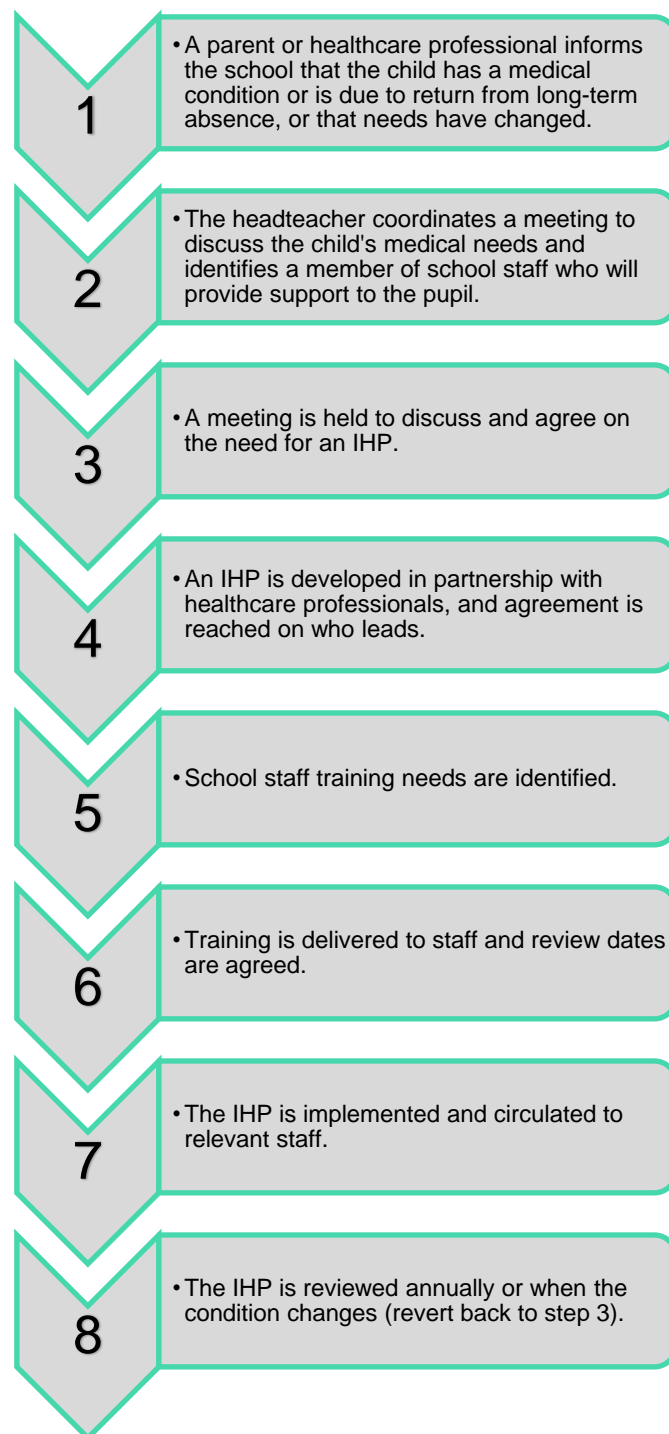 1
• A parent or healthcare professional informs
the school that the child has a medical
condition or is due to return from long-term
absence, or that needs have changed.
2
• The headteacher coordinates a meeting to
discuss the child's medical needs and
identifies a member of school staff who will
provide support to the pupil.
3
• A meeting is held to discuss and agree on
the need for an IHP.
4
• An IHP is developed in partnership with
healthcare professionals, and agreement is
reached on who leads.
5
• School staff training needs are identified.
6
• Training is delivered to staff and review dates
are agreed.
7
• The IHP is implemented and circulated to
relevant staff.
8
• The IHP is reviewed annually or when the
condition changes (revert back to step 3).